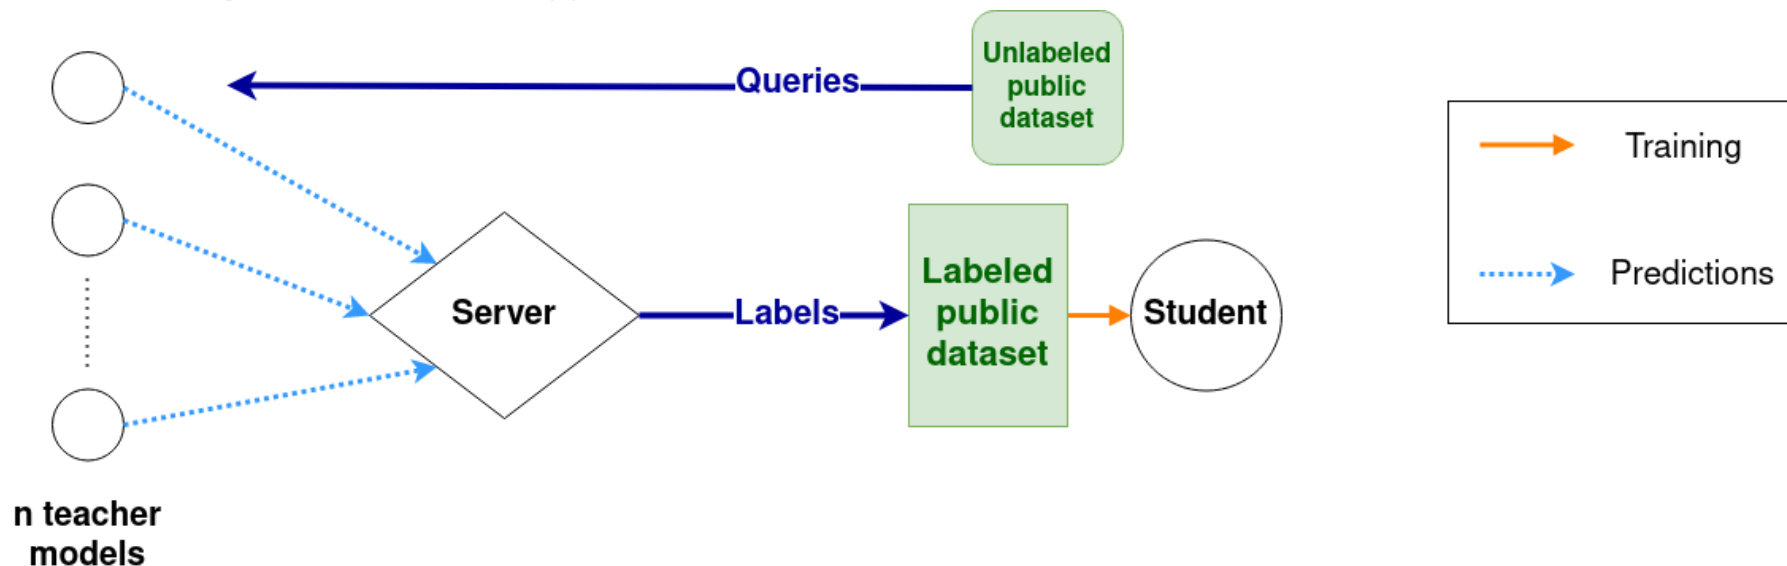 Queries
Unlabeled
public
dataset
Training
Predictions
Server
Labels
Labeled
public
dataset
Student
n teacher
models